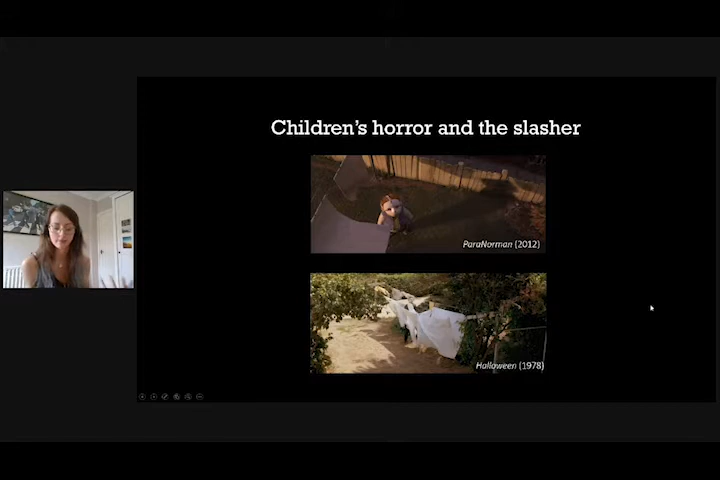 Children's horror and the slasher
ParaNorman (2012)
Halloween (1978)